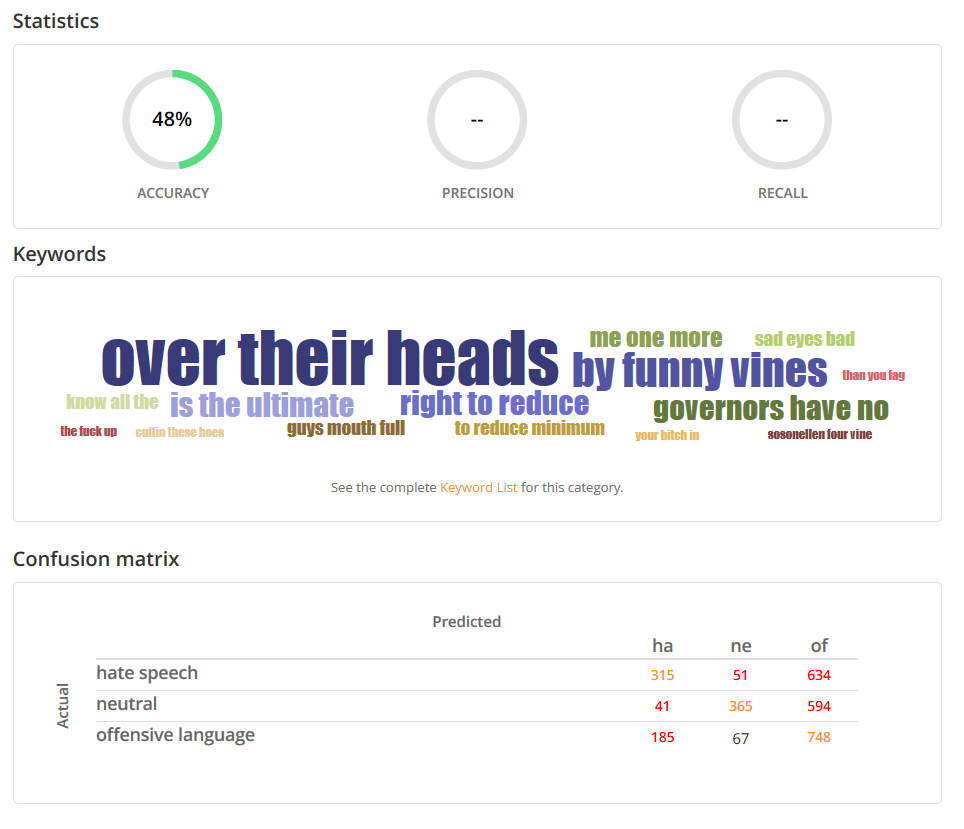 Statistics
48%
--
--
ACCURACY
PRECISION
RECALL
Keywords
over their heads
me one more
sad eyes bad
by funny vines
than you fag
know all the
is the ultimate
right to reduce
governors have no
the fuck up
cuffin these hoes
guys mouth full
to reduce minimum
your bitch in
sosonellen four vine
See the complete Keyword List for this category.
Confusion matrix
Predicted
ha ne of
Actual
hate speech 315 51 634
neutral 41 365 594
offensive language 185 67 748